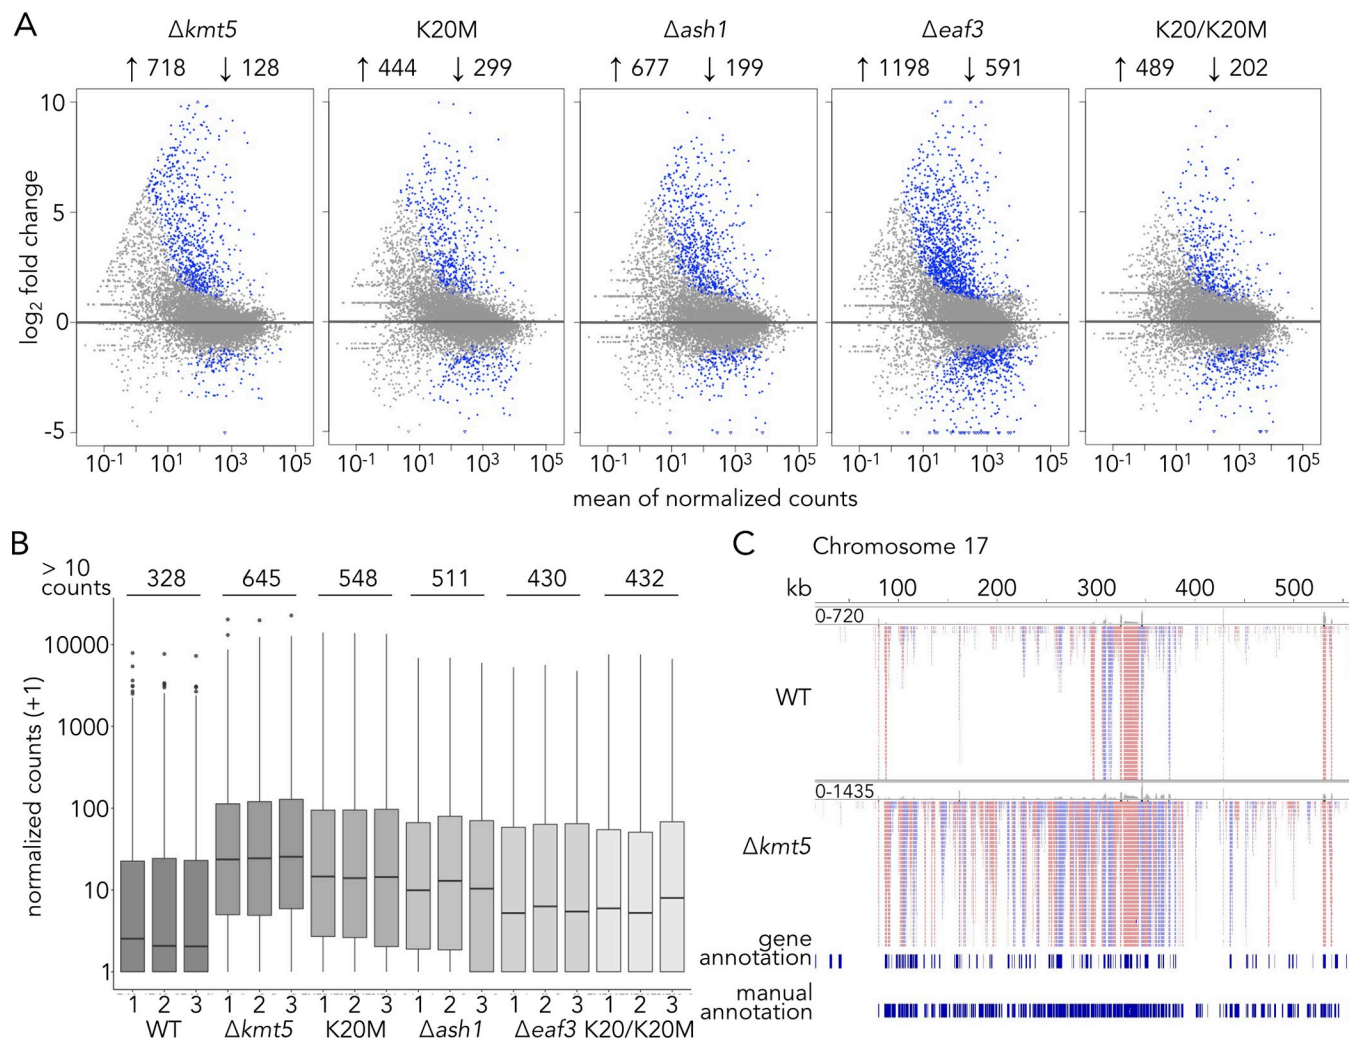 A
Δkmt5 K20M Δash1 Δeaf3 K20/K20M
↑ 718 ↓ 128 ↑ 444 ↓ 299 ↑ 677 ↓ 199 ↑ 1198 ↓ 591 ↑ 489 ↓ 202
10
5
0
-5
log2 fold change
10-1 101 103 105 10-1 101 103 105 10-1 101 103 105 10-1 101 103 105 10-1 101 103 105
mean of normalized counts
B
> 10
counts
328 645 548 511 430 432
10000
1000
100
10
1
normalized counts (+1)
1 2 3 1 2 3 1 2 3 1 2 3 1 2 3 1 2 3
WT Δkmt5 K20M Δash1 Δeaf3 K20/K20M
C
Chromosome 17
kb 100 200 300 400 500
0-720
WT
0-1435
Δkmt5
gene
annotation
manual
annotation